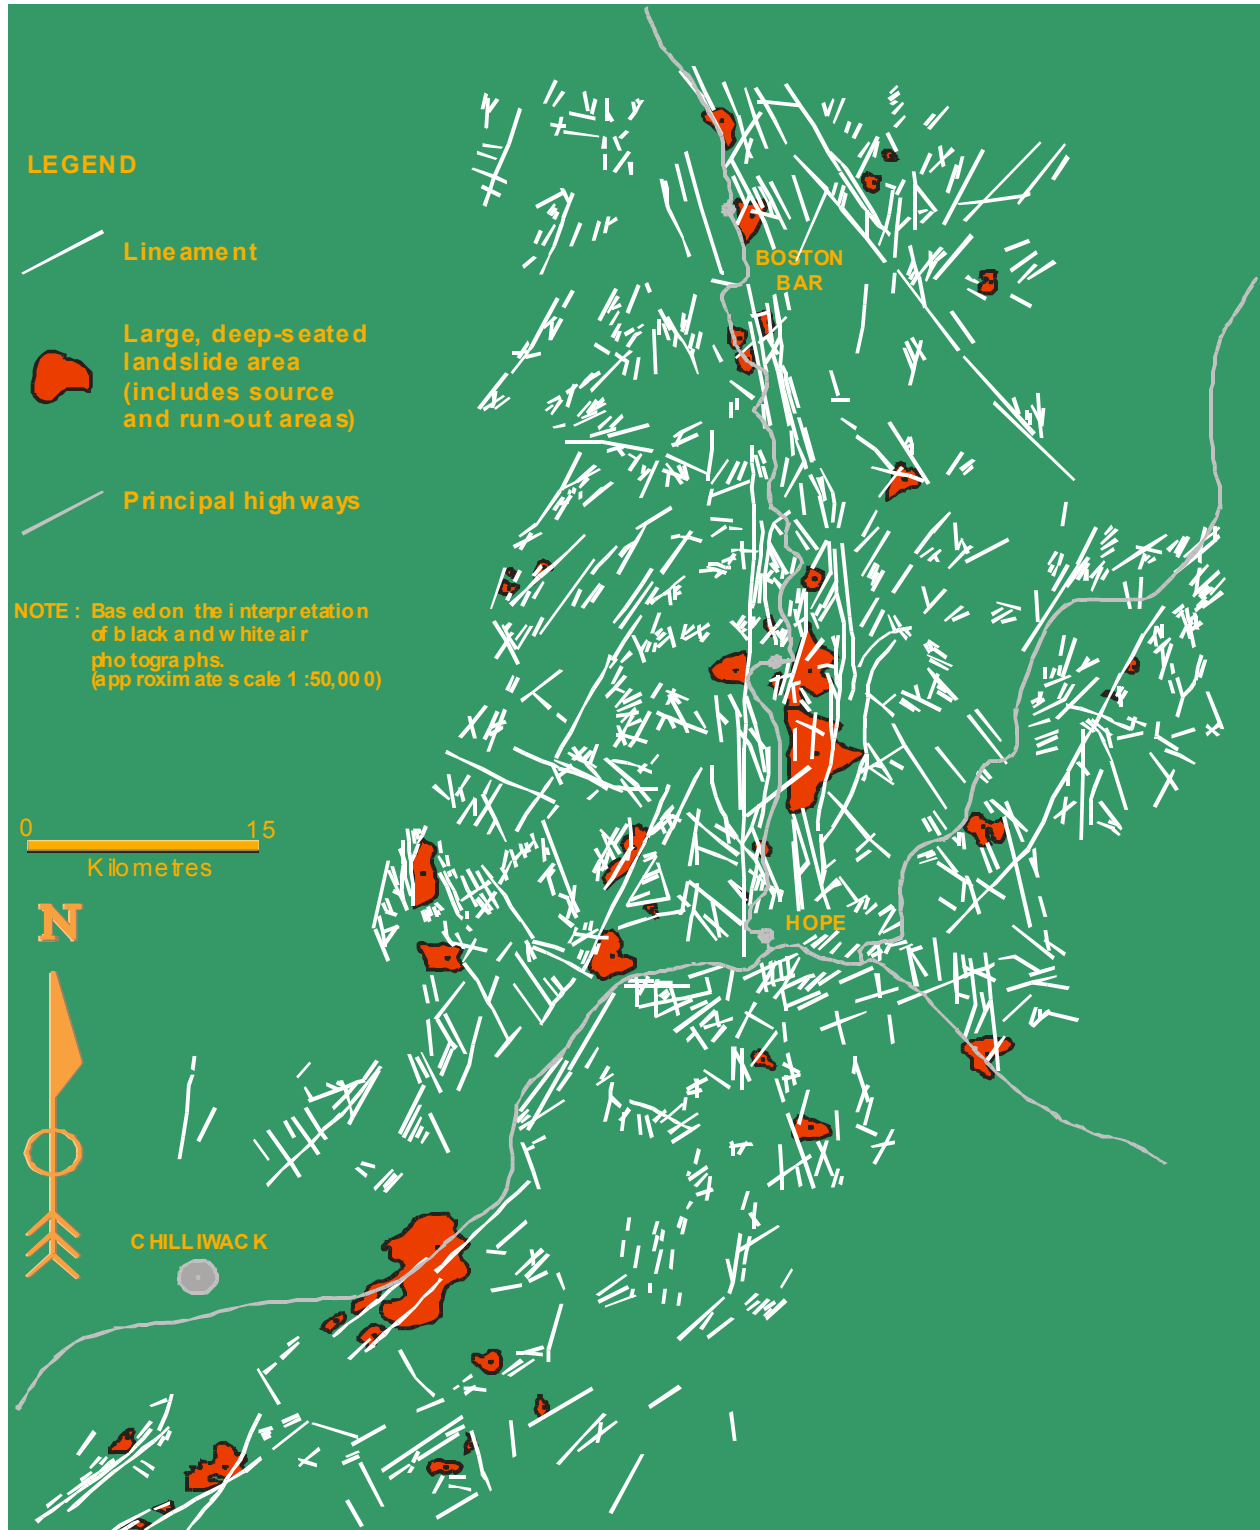 LEGEND
Lineament
Large, deep-seated
landslide area
(includes source
and run-out areas)
Principal highways
NOTE : Based on the interpretation
of black and white air
photographs.
(approximate scale 1 :50,000)
0 15
Kilometres
N
BOSTON
BAR
HOPE
CHILLIWACK